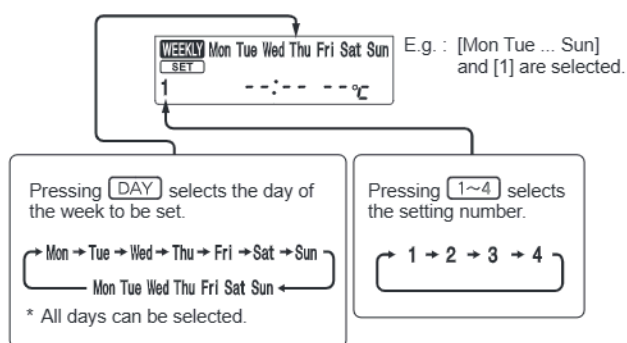 WEEKLY Mon Tue Wed Thu Fri Sat Sun
SET
1 --:-- --°C
E.g. : [Mon Tue ... Sun]
and [1] are selected.
Pressing DAY selects the day of
the week to be set.
Mon → Tue → Wed → Thu → Fri → Sat → Sun
Mon Tue Wed Thu Fri Sat Sun
* All days can be selected.
Pressing 1~4 selects
the setting number.
1 → 2 → 3 → 4